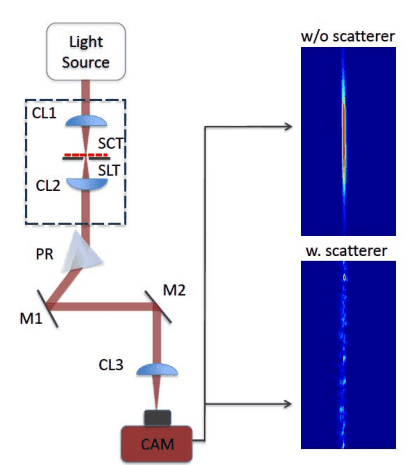 Light
Source
w/o scatterer
CL1
SCT
SLT
CL2
PR
w. scatterer
M2
M1
CL3
CAM